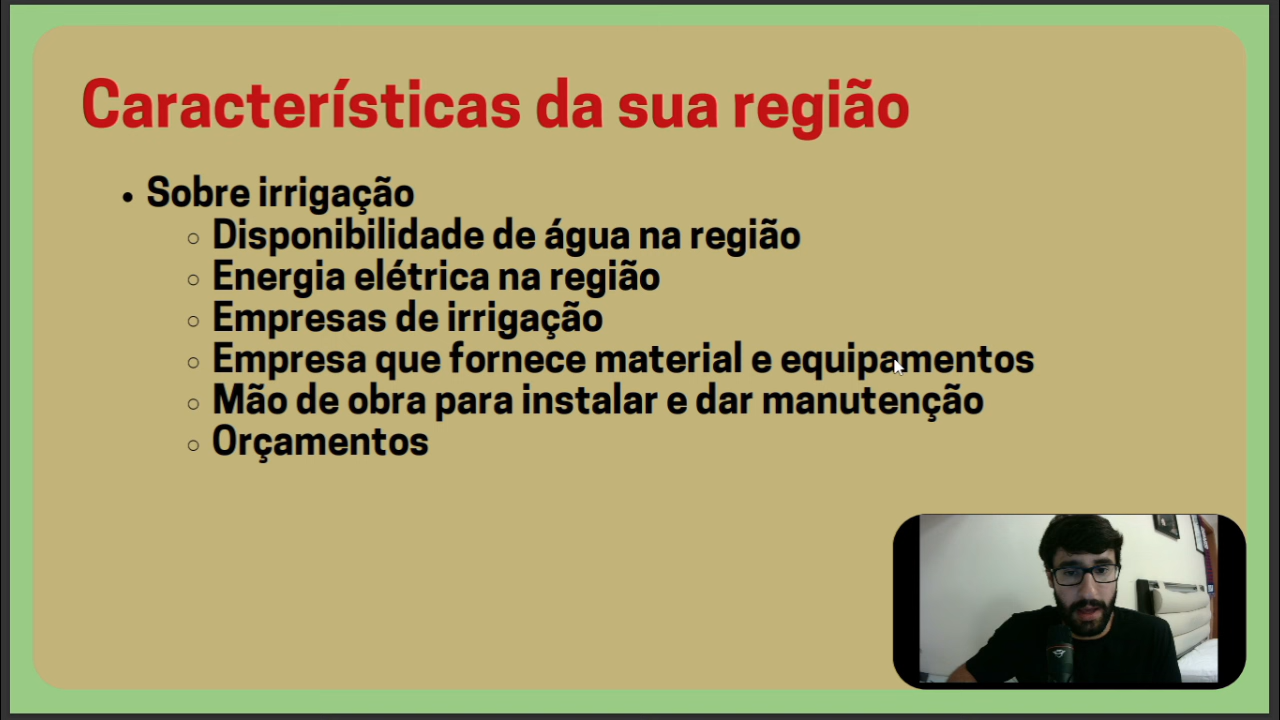 Características da sua região
Sobre irrigação
Disponibilidade de água na região
Energia elétrica na região
Empresas de irrigação
Empresa que fornece material e equipamentos
Mão de obra para instalar e dar manutenção
Orçamentos